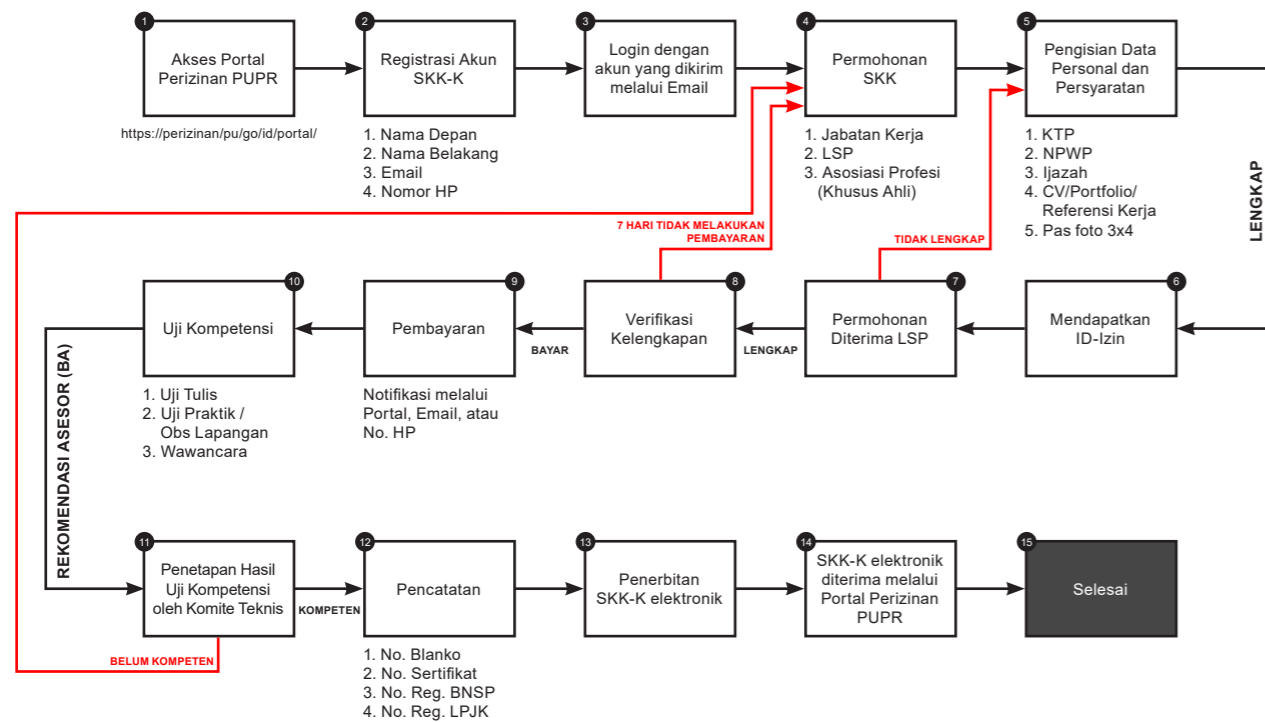 1
Akses Portal
Perizinan PUPR
https://perizinan/pu/go/id/portal/
2
Registrasi Akun
SKK-K
1. Nama Depan
2. Nama Belakang
3. Email
4. Nomor HP
3
Login dengan
akun yang dikirim
melalui Email
4
Permohonan
SKK
1. Jabatan Kerja
2. LSP
3. Asosiasi Profesi
(Khusus Ahli)
5
Pengisian Data
Personal dan
Persyaratan
1. KTP
2. NPWP
3. Ijazah
4. CV/Portfolio/
Referensi Kerja
5. Pas foto 3x4
LENGKAP
6
Mendapatkan
ID-Izin
7
Permohonan
Diterima LSP
TIDAK LENGKAP
LENGKAP
8
Verifikasi
Kelengkapan
7 HARI TIDAK MELAKUKAN
PEMBAYARAN
BAYAR
9
Pembayaran
Notifikasi melalui
Portal, Email, atau
No. HP
10
Uji Kompetensi
1. Uji Tulis
2. Uji Praktik /
Obs Lapangan
3. Wawancara
REKOMENDASI ASESOR (BA)
11
Penetapan Hasil
Uji Kompetensi
oleh Komite Teknis
BELUM KOMPETEN
KOMPETEN
12
Pencatatan
1. No. Blanko
2. No. Sertifikat
3. No. Reg. BNSP
4. No. Reg. LPJK
13
Penerbitan
SKK-K elektronik
14
SKK-K elektronik
diterima melalui
Portal Perizinan
PUPR
15
Selesai